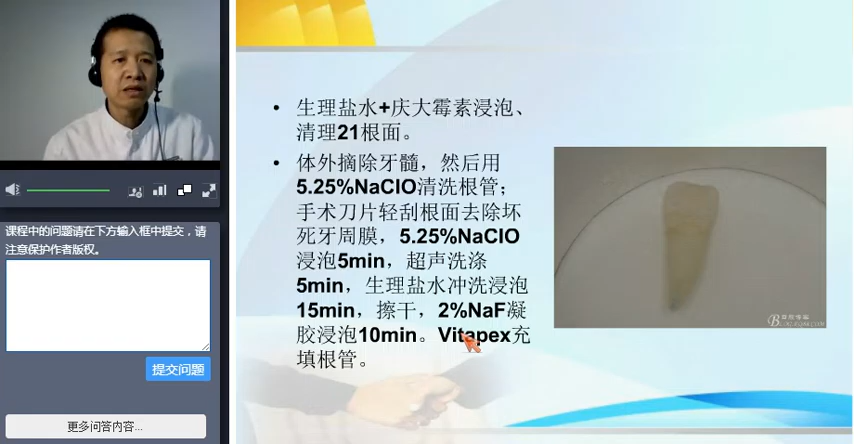 • 生理盐水+庆大霉素浸泡、
清理21根面。
• 体外摘除牙髓，然后用
5.25%NaClO清洗根管；
手术刀片轻刮根面去除坏
死牙周膜，5.25%NaClO
浸泡5min，超声洗涤
5min，生理盐水冲洗浸泡
15min，擦干，2%NaF凝
胶浸泡10min。Vitapex充
填根管。
课程中的问题请在下方输入框中提交，请
注意保护作者版权。
提交问题
更多问答内容...